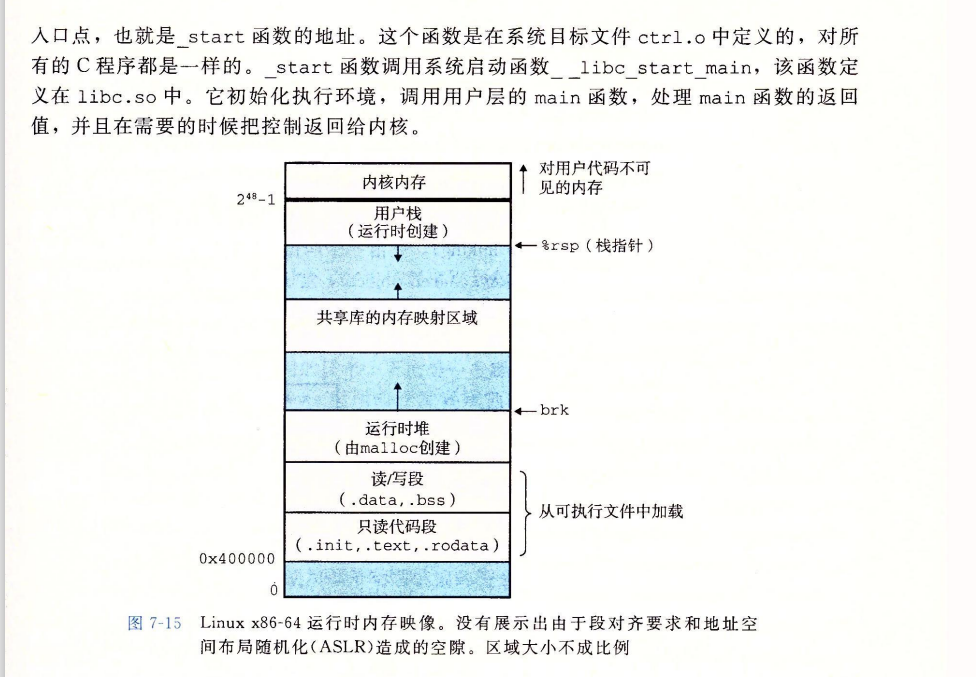 入口点，也就是_start 函数的地址。这个函数是在系统目标文件 ctrl.o 中定义的，对所
有的 C 程序都是一样的。_start 函数调用系统启动函数__libc_start_main，该函数定
义在 libc.so 中。它初始化执行环境，调用用户层的 main 函数，处理 main 函数的返回
值，并且在需要的时候把控制返回给内核。
内核内存
对用户代码不可
见的内存
2⁴⁸-1
用户栈
（运行时创建）
%rsp（栈指针）
共享库的内存映射区域
brk
运行时堆
（由malloc创建）
读/写段
（.data,.bss）
从可执行文件中加载
只读代码段
（.init,.text,.rodata）
0x400000
0
图 7-15 Linux x86-64 运行时内存映像。没有展示出由于段对齐要求和地址空
间布局随机化(ASLR)造成的空隙。区域大小不成比例